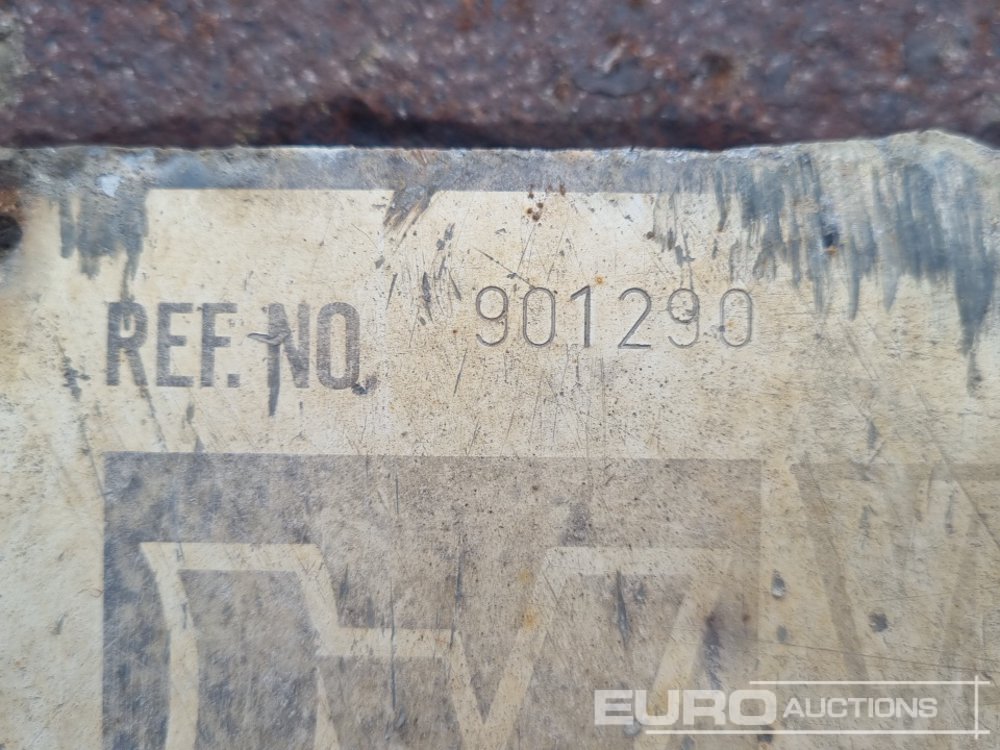 REF. NO. 901290
EURO AUCTIONS